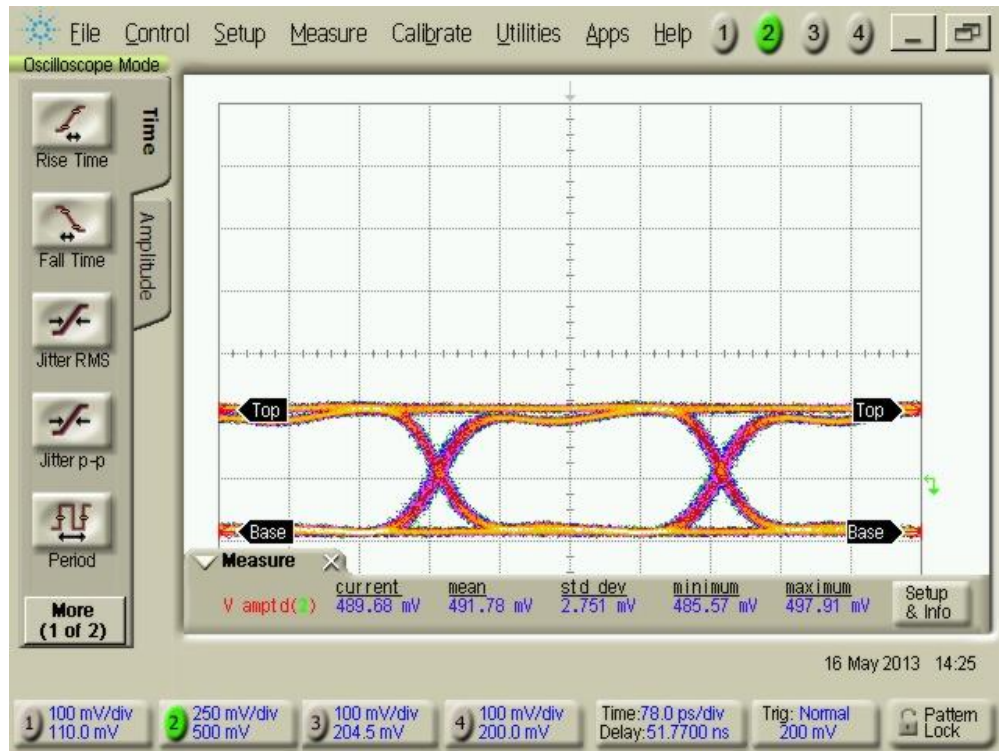 File Control Setup Measure Calibrate Utilities Apps Help 1 2 3 4
Oscilloscope Mode
Time
Amplitude
Rise Time
Fall Time
Jitter RMS
Jitter p-p
Period
More
(1 of 2)
Top Top
Base Base
Measure
current mean std dev minimum maximum
V amptd(2) 489.68 mV 491.78 mV 2.751 mV 485.57 mV 497.91 mV
Setup
& Info
16 May 2013 14:25
1 100 mV/div
110.0 mV
2 250 mV/div
500 mV
3 100 mV/div
204.5 mV
4 100 mV/div
200.0 mV
Time:78.0 ps/div
Delay:51.7700 ns
Trig: Normal
200 mV
Pattern
Lock